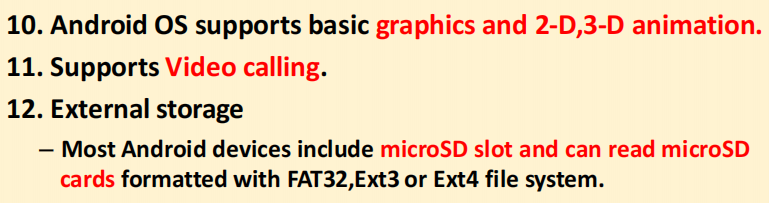 10. Android OS supports basic graphics and 2-D,3-D animation.
11. Supports Video calling.
12. External storage
– Most Android devices include microSD slot and can read microSD
cards formatted with FAT32,Ext3 or Ext4 file system.